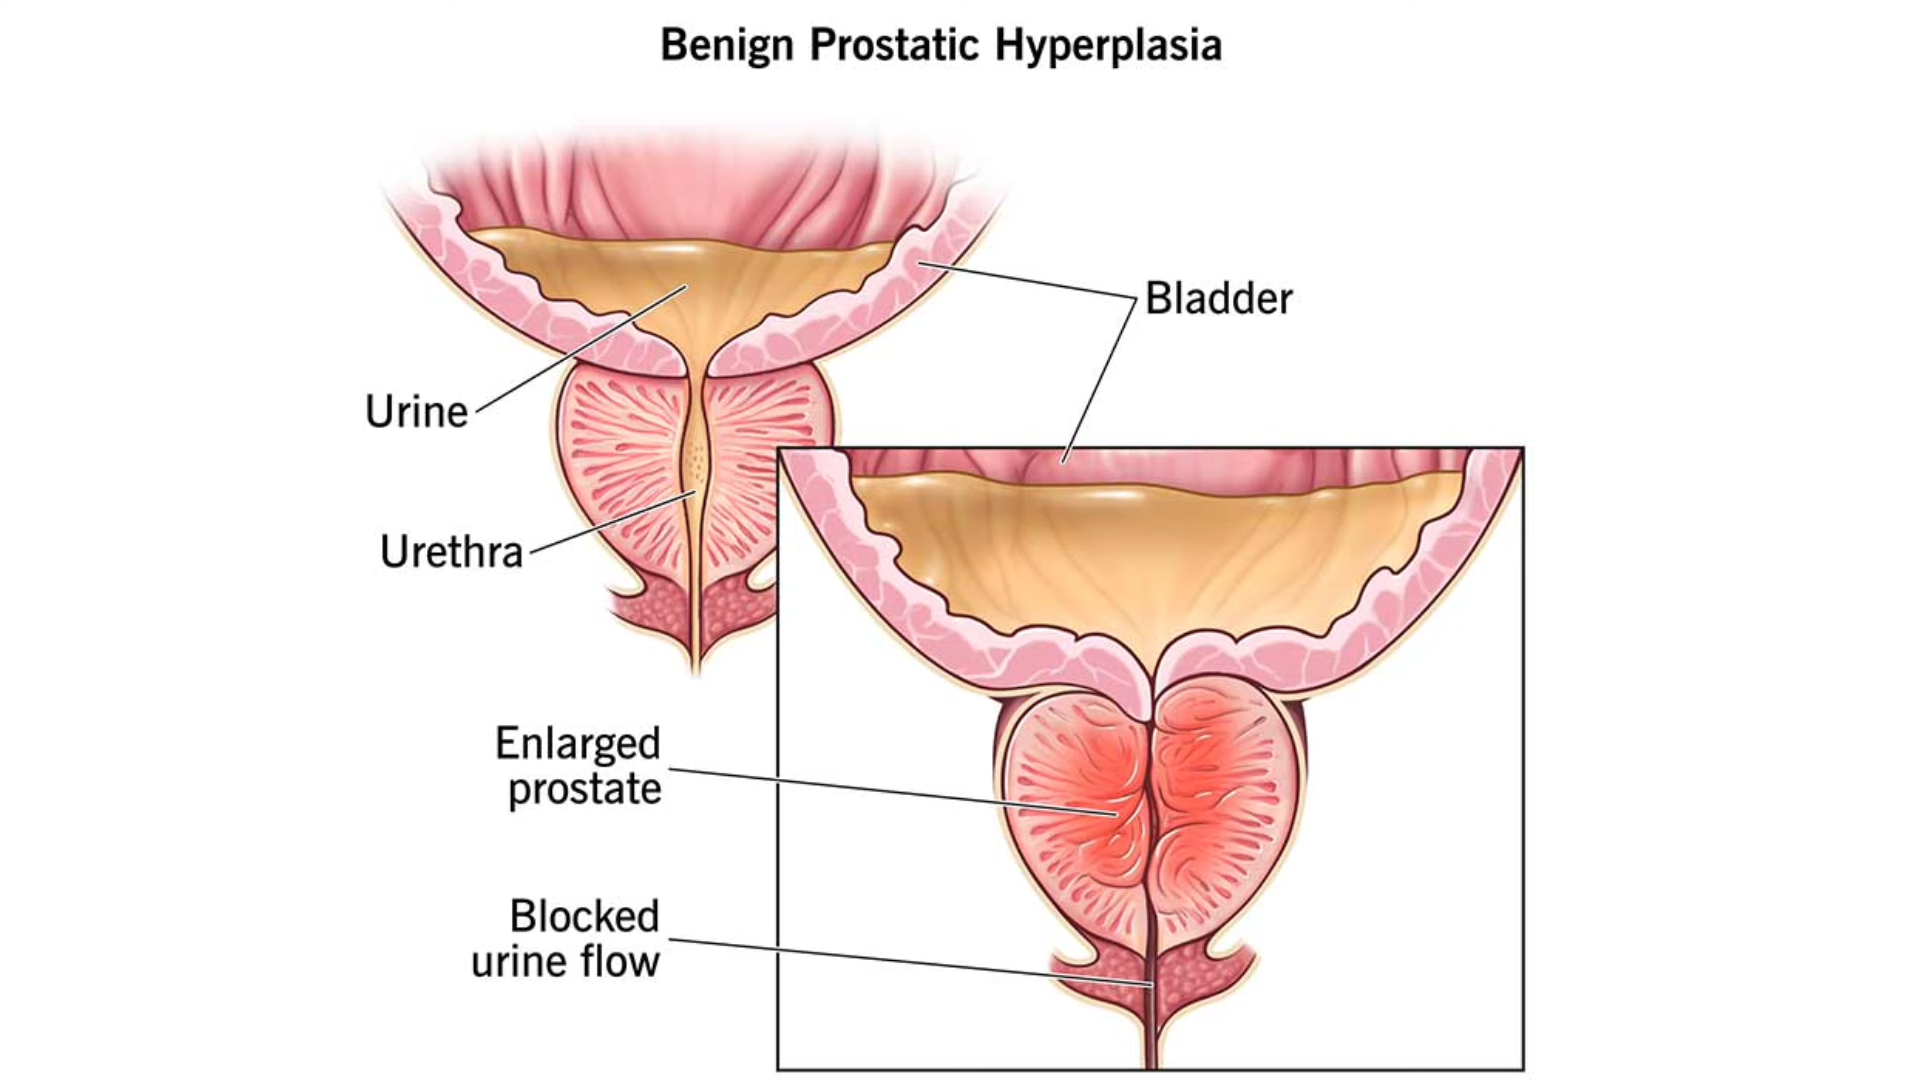 Benign Prostatic Hyperplasia
Bladder
Urine
Urethra
Enlarged
prostate
Blocked
urine flow